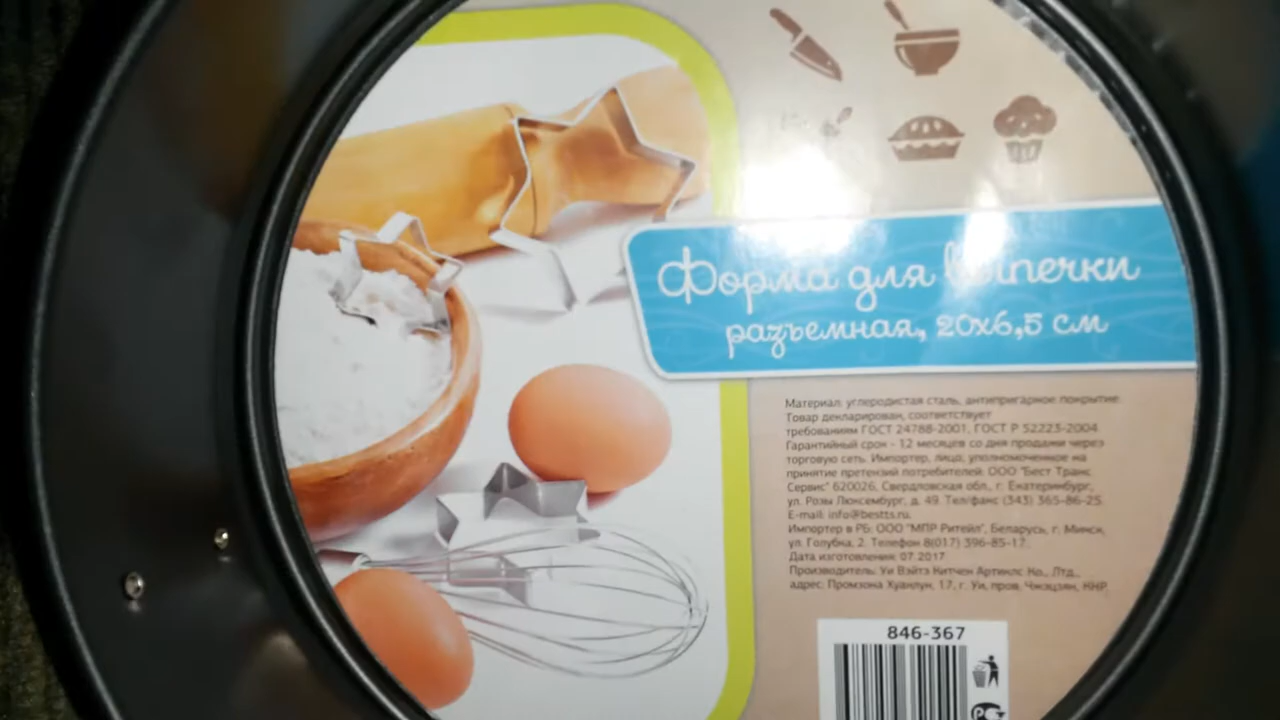 Форма для выпечки
разъемная, 20х6,5 см
Материал: углеродистая сталь, антипригарное покрытие.
Товар декларирован, соответствует
требованиям ГОСТ 24788-2001, ГОСТ Р 52223-2004.
Гарантийный срок - 12 месяцев со дня продажи через
торговую сеть. Импортер, лицо, уполномоченное на
принятие претензий потребителей: ООО "Бест Транс
Сервис" 620026, Свердловская обл., г. Екатеринбург,
ул. Розы Люксембург, д. 49. Тел/факс (343) 365-86-25.
E-mail: info@bestts.ru.
Импортер в РБ: ООО "МПР Ритейл", Беларусь, г. Минск,
ул. Голубка, 2. Телефон 8(017) 396-85-17.
Дата изготовления: 07.2017
Производитель: Уи Вэйтэ Китчен Артиклс Ко., Лтд.,
адрес: Промзона Хуанлун, 17, г. Уи, пров. Чжэцзян, КНР.
846-367